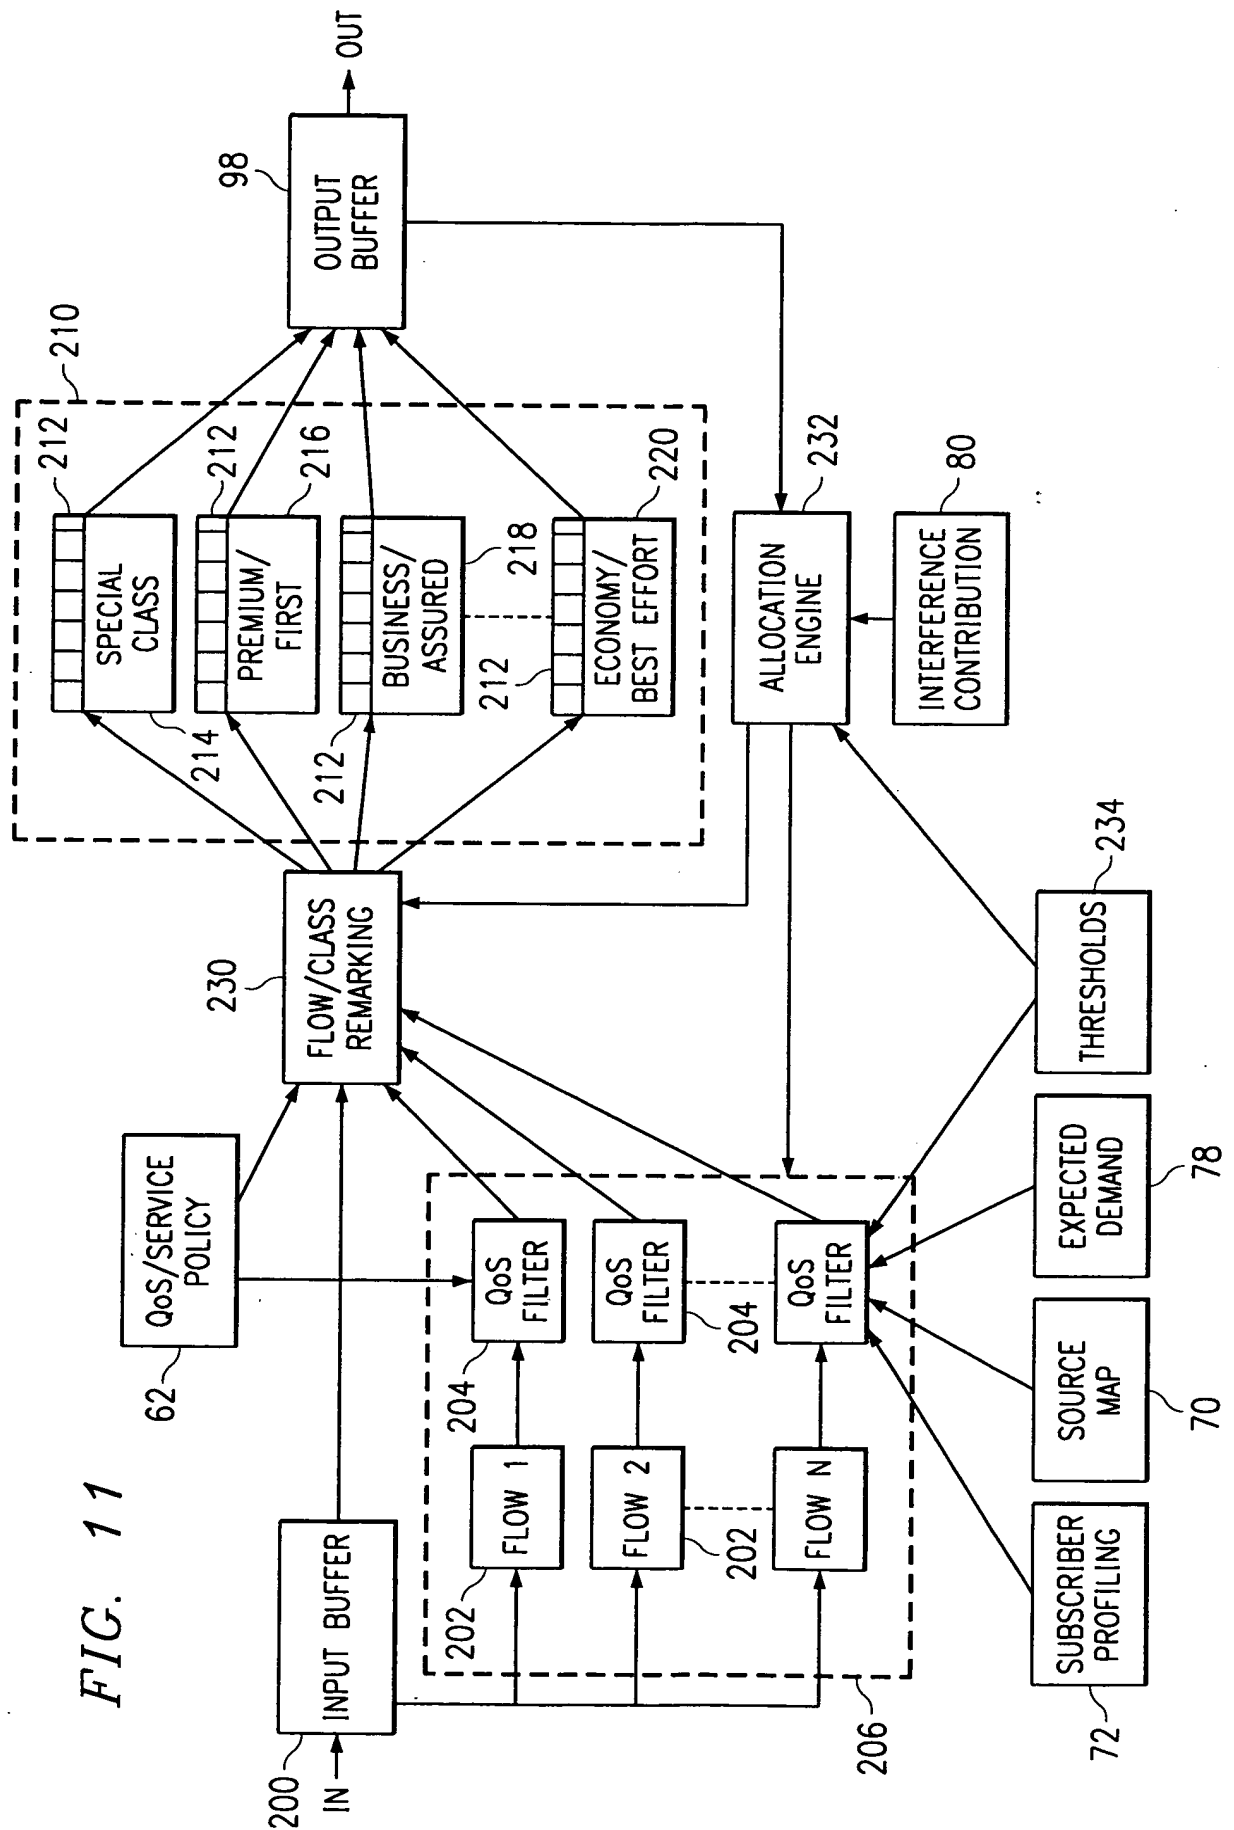 FIG. 11
IN
200
INPUT BUFFER
62
QoS/SERVICE
POLICY
230
FLOW/CLASS
REMARKING
210
212
SPECIAL
CLASS
214
212
PREMIUM/
FIRST
216
212
BUSINESS/
ASSURED
218
212
ECONOMY/
BEST EFFORT
220
98
OUTPUT
BUFFER
OUT
202
FLOW 1
204
QoS
FILTER
202
FLOW 2
QoS
FILTER
204
FLOW N
QoS
FILTER
206
ALLOCATION
ENGINE
232
INTERFERENCE
CONTRIBUTION
80
72
SUBSCRIBER
PROFILING
SOURCE
MAP
70
EXPECTED
DEMAND
78
THRESHOLDS
234